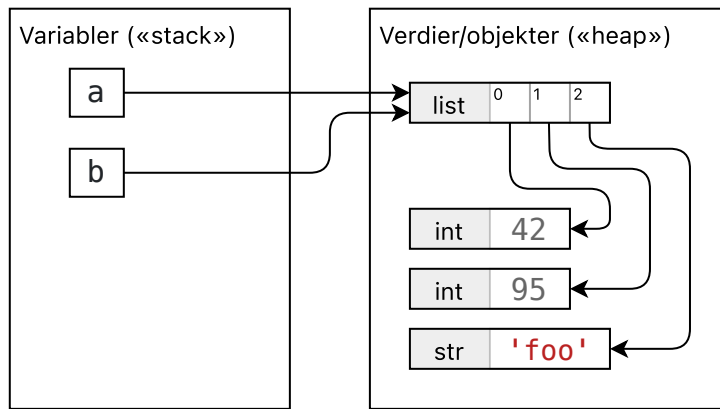 Variabler («stack»)
a
b
Verdier/objekter («heap»)
list 0 1 2
int 42
int 95
str 'foo'